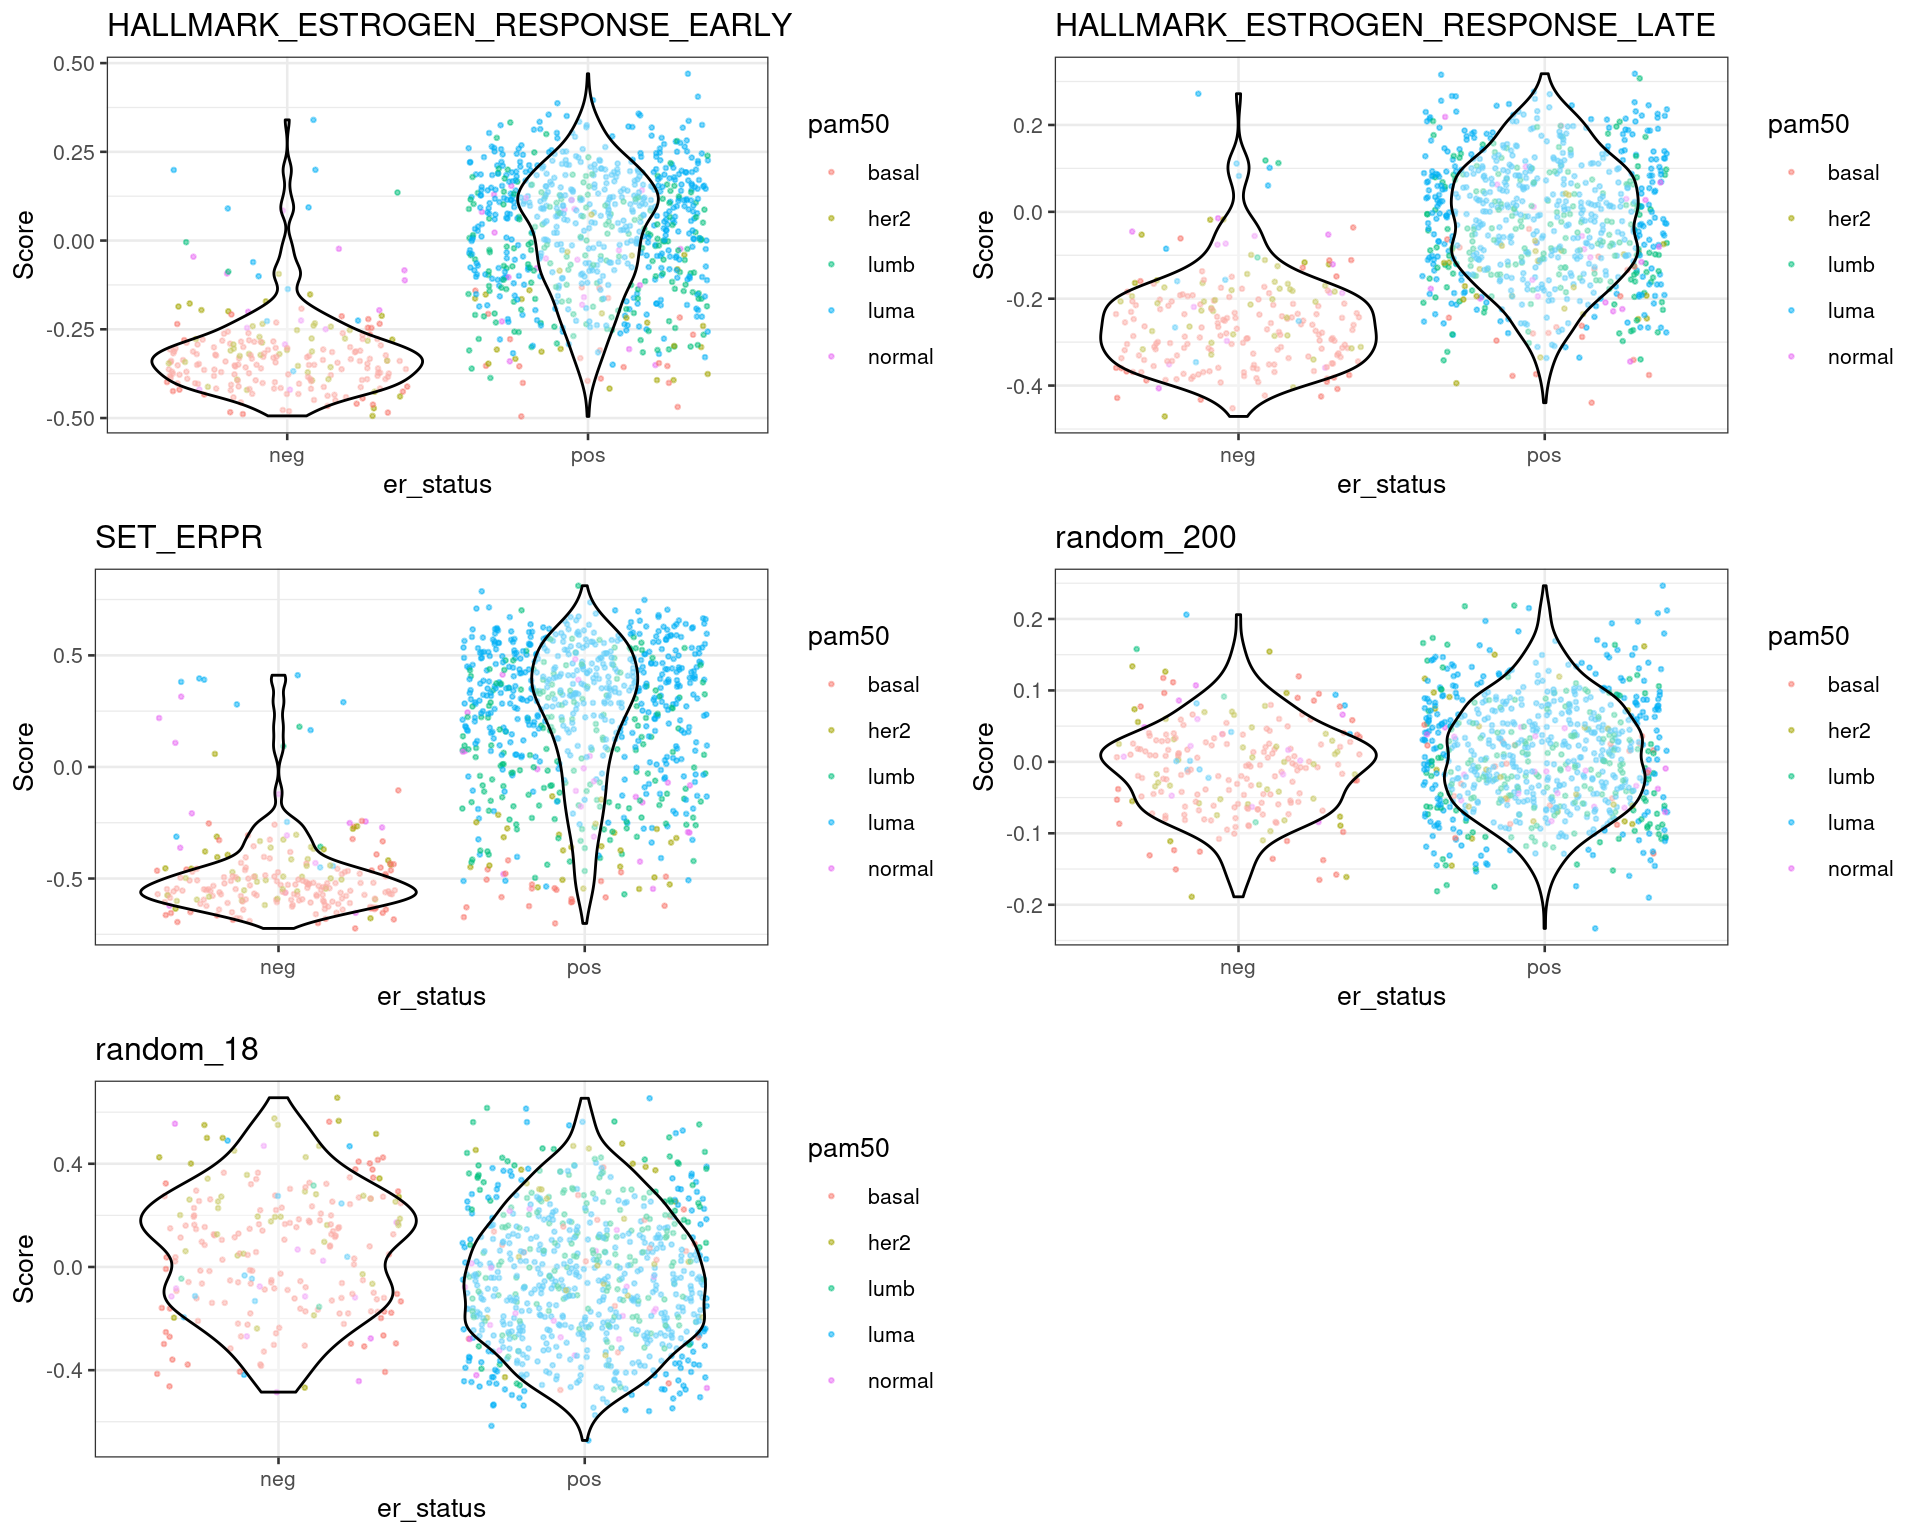 HALLMARK_ESTROGEN_RESPONSE_EARLY
0.50
0.25
0.00
-0.25
-0.50
Score
neg
pos
er_status
pam50
basal
her2
lumb
luma
normal
HALLMARK_ESTROGEN_RESPONSE_LATE
0.2
0.0
-0.2
-0.4
Score
neg
pos
er_status
pam50
basal
her2
lumb
luma
normal
SET_ERPR
0.5
0.0
-0.5
Score
neg
pos
er_status
pam50
basal
her2
lumb
luma
normal
random_200
0.2
0.1
0.0
-0.1
-0.2
Score
neg
pos
er_status
pam50
basal
her2
lumb
luma
normal
random_18
0.4
0.0
-0.4
Score
neg
pos
er_status
pam50
basal
her2
lumb
luma
normal